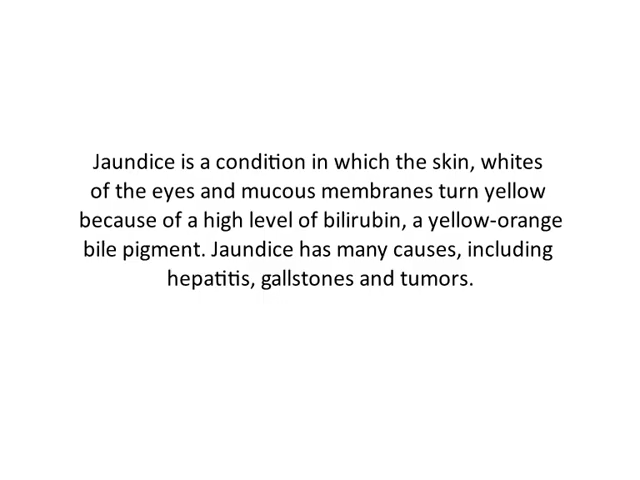 Jaundice is a condition in which the skin, whites
of the eyes and mucous membranes turn yellow
because of a high level of bilirubin, a yellow-orange
bile pigment. Jaundice has many causes, including
hepatitis, gallstones and tumors.